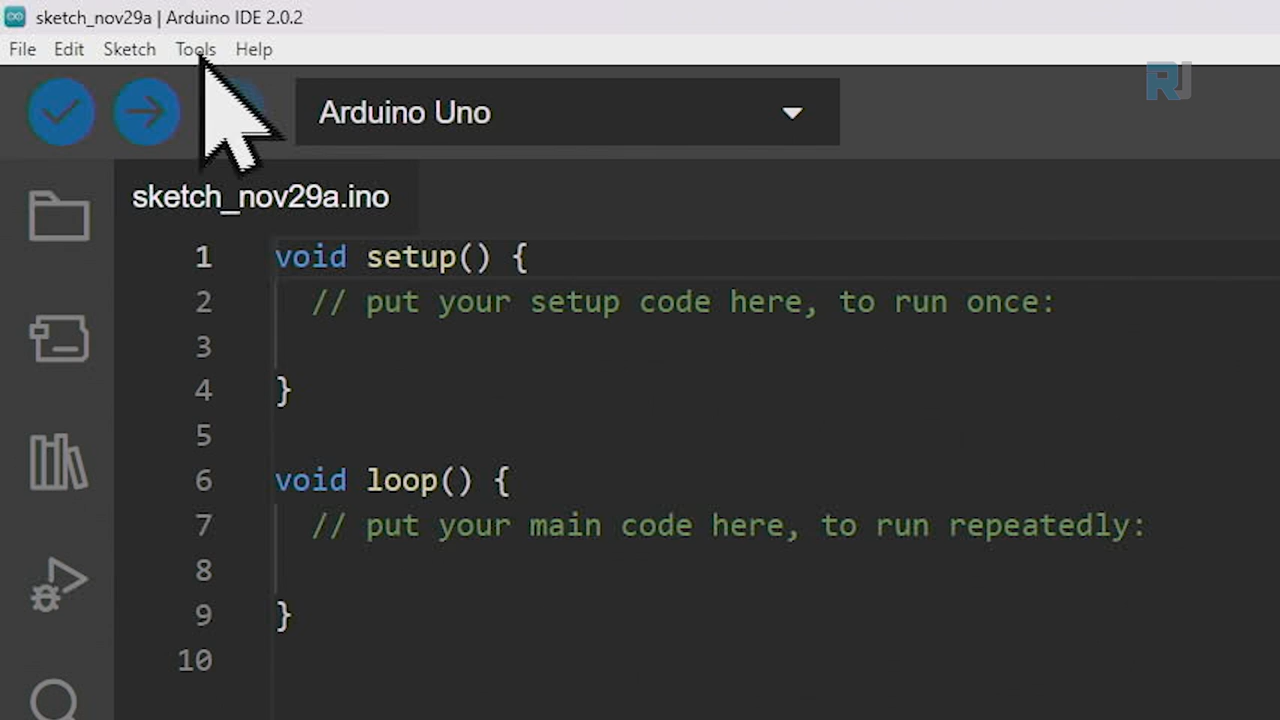 sketch_nov29a | Arduino IDE 2.0.2
File Edit Sketch Tools Help
Arduino Uno
RJ
sketch_nov29a.ino
1 void setup() {
2 // put your setup code here, to run once:
3
4 }
5
6 void loop() {
7 // put your main code here, to run repeatedly:
8
9 }
10